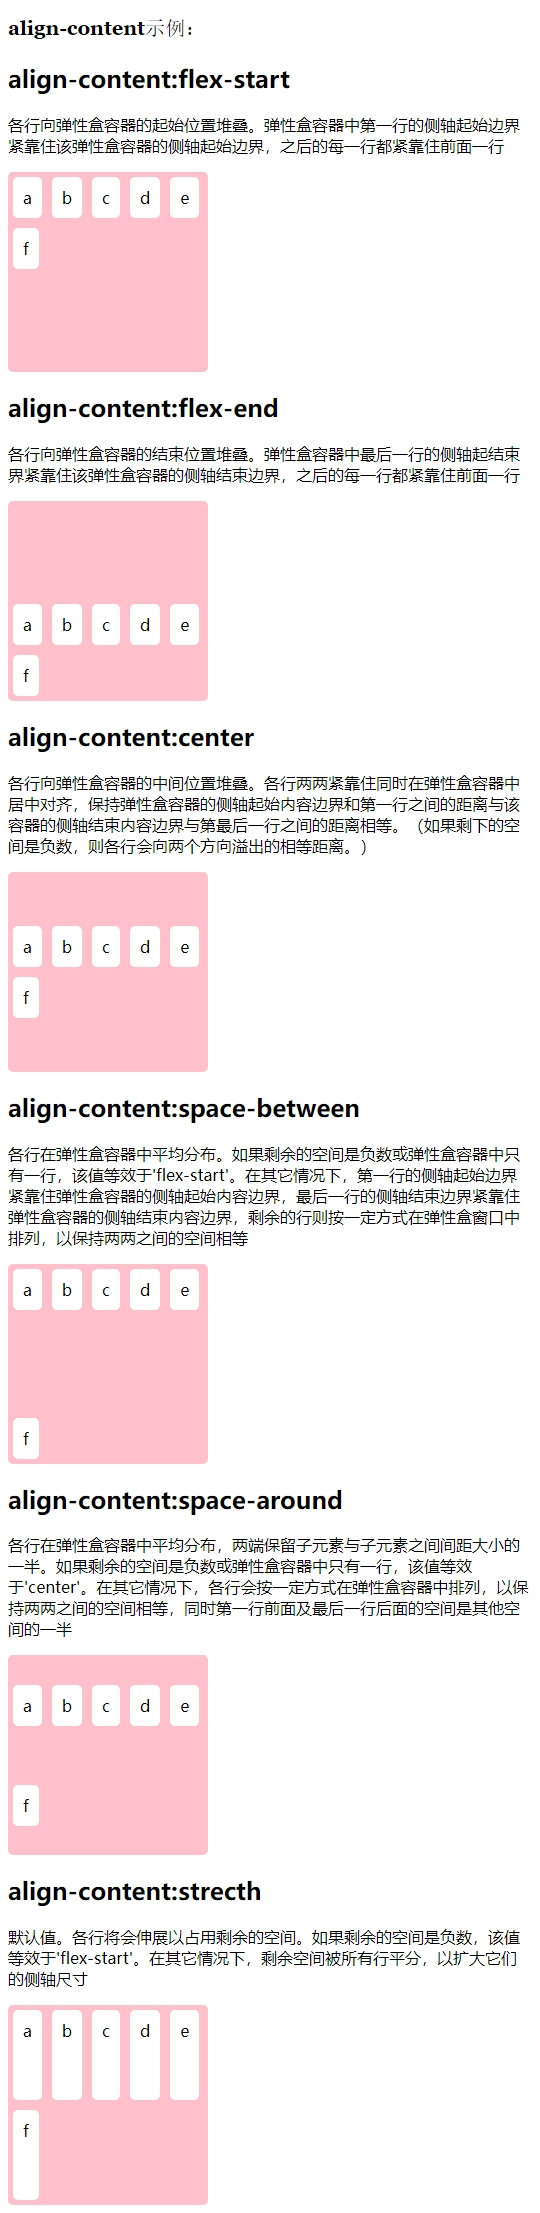 align-content示例：
align-content:flex-start
各行向弹性盒容器的起始位置堆叠。弹性盒容器中第一行的侧轴起始边界
紧靠住该弹性盒容器的侧轴起始边界，之后的每一行都紧靠住前面一行
a b c d e
f
align-content:flex-end
各行向弹性盒容器的结束位置堆叠。弹性盒容器中最后一行的侧轴起结束
界紧靠住该弹性盒容器的侧轴结束边界，之后的每一行都紧靠住前面一行
a b c d e
f
align-content:center
各行向弹性盒容器的中间位置堆叠。各行两两紧靠住同时在弹性盒容器中
居中对齐，保持弹性盒容器的侧轴起始内容边界和第一行之间的距离与该
容器的侧轴结束内容边界与第最后一行之间的距离相等。（如果剩下的空
间是负数，则各行会向两个方向溢出的相等距离。）
a b c d e
f
align-content:space-between
各行在弹性盒容器中平均分布。如果剩余的空间是负数或弹性盒容器中只
有一行，该值等效于'flex-start'。在其它情况下，第一行的侧轴起始边界
紧靠住弹性盒容器的侧轴起始内容边界，最后一行的侧轴结束边界紧靠住
弹性盒容器的侧轴结束内容边界，剩余的行则按一定方式在弹性盒窗口中
排列，以保持两两之间的空间相等
a b c d e
f
align-content:space-around
各行在弹性盒容器中平均分布，两端保留子元素与子元素之间间距大小的
一半。如果剩余的空间是负数或弹性盒容器中只有一行，该值等效
于'center'。在其它情况下，各行会按一定方式在弹性盒容器中排列，以保
持两两之间的空间相等，同时第一行前面及最后一行后面的空间是其他空
间的一半
a b c d e
f
align-content:strecth
默认值。各行将会伸展以占用剩余的空间。如果剩余的空间是负数，该值
等效于'flex-start'。在其它情况下，剩余空间被所有行平分，以扩大它们
的侧轴尺寸
a b c d e
f